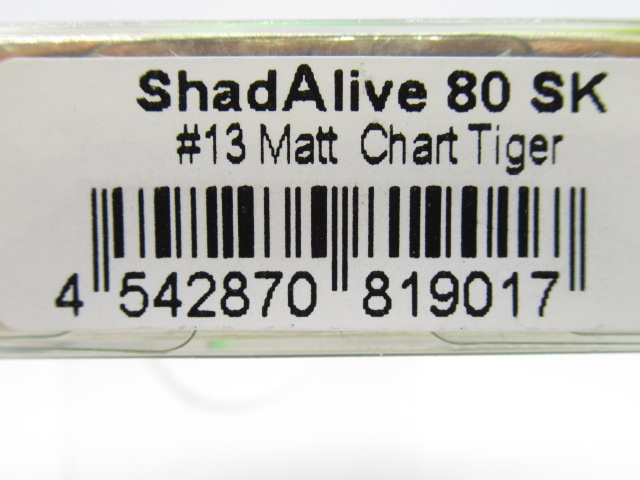 ShadAlive 80 SK
#13 Matt Chart Tiger
4 542870 819017